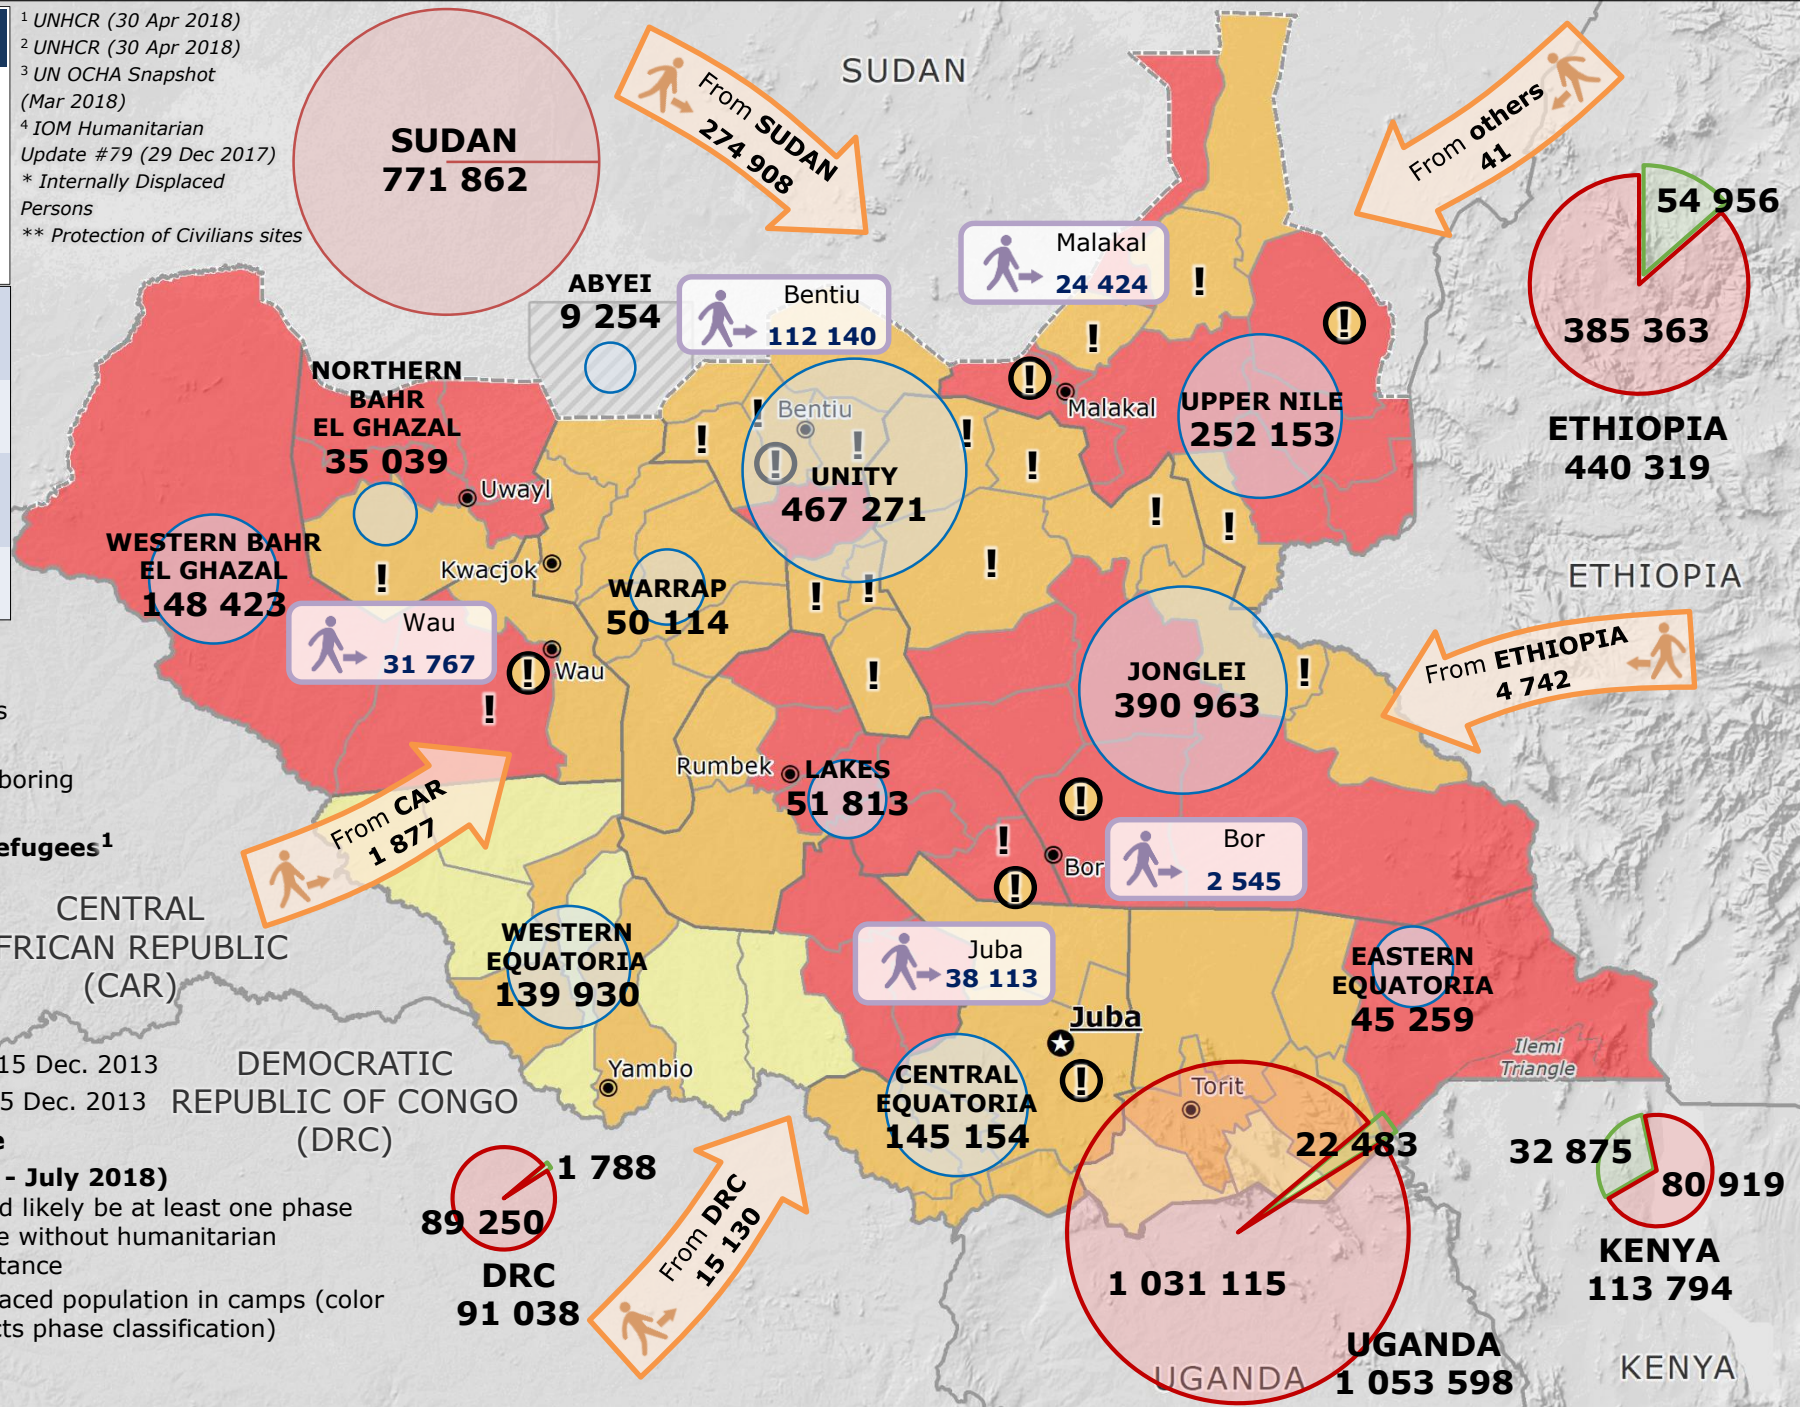 1 UNHCR (30 Apr 2018)
2 UNHCR (30 Apr 2018)
3 UN OCHA Snapshot
(Mar 2018)
4 IOM Humanitarian
Update #79 (29 Dec 2017)
* Internally Displaced
Persons
** Protection of Civilians sites
SUDAN
771 862
From SUDAN
274 908
SUDAN
From others
41
54 956
385 363
ETHIOPIA
440 319
ABYEI
9 254
Bentiu
112 140
Malakal
24 424
NORTHERN
BAHR
EL GHAZAL
35 039
Uwayl
Bentiu
UNITY
467 271
Malakal
UPPER NILE
252 153
WESTERN BAHR
EL GHAZAL
148 423
Kwacjok
WARRAP
50 114
ETHIOPIA
Wau
31 767
Wau
JONGLEI
390 963
From ETHIOPIA
4 742
Rumbek
LAKES
51 813
From CAR
1 877
Bor
Bor
2 545
s
boring
efugees1
CENTRAL
FRICAN REPUBLIC
(CAR)
WESTERN
EQUATORIA
139 930
Juba
38 113
Juba
EASTERN
EQUATORIA
45 259
Ilemi
Triangle
15 Dec. 2013
5 Dec. 2013
e
- July 2018)
d likely be at least one phase
e without humanitarian
tance
aced population in camps (color
cts phase classification)
DEMOCRATIC
REPUBLIC OF CONGO
(DRC)
Yambio
CENTRAL
EQUATORIA
145 154
Torit
22 483
1 031 115
UGANDA
UGANDA
1 053 598
1 788
89 250
DRC
91 038
From DRC
15 130
32 875
80 919
KENYA
113 794
KENYA